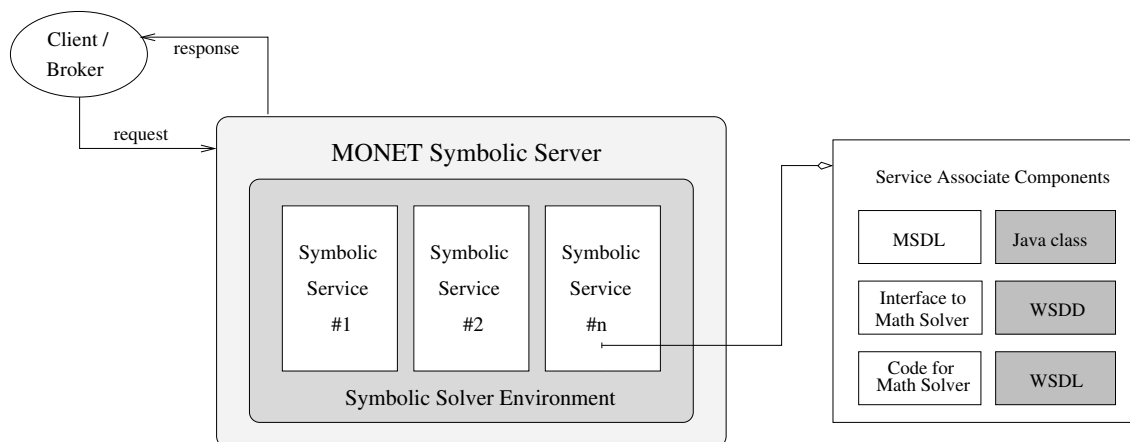 Client /
Broker
response
request
MONET Symbolic Server
Symbolic
Service
#1
Symbolic
Service
#2
Symbolic
Service
#n
Symbolic Solver Environment
Service Associate Components
MSDL
Java class
Interface to
Math Solver
WSDD
Code for
Math Solver
WSDL